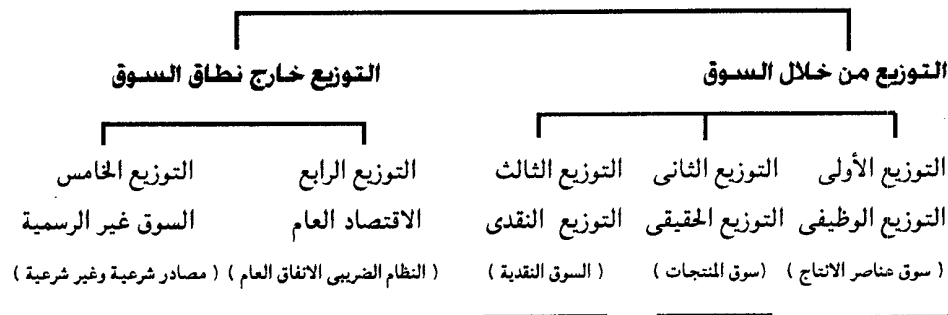 التوزيع من خلال السوق التوزيع خارج نطاق السوق
التوزيع الأولى التوزيع الثانى التوزيع الثالث التوزيع الرابع التوزيع الخامس
التوزيع الوظيفى التوزيع الحقيقى التوزيع النقدى الاقتصاد العام السوق غير الرسمية
( سوق عناصر الانتاج ) (سوق المنتجات ) ( السوق النقدية ) ( النظام الضريبى الانفاق العام ) ( مصادر شرعية وغير شرعية )